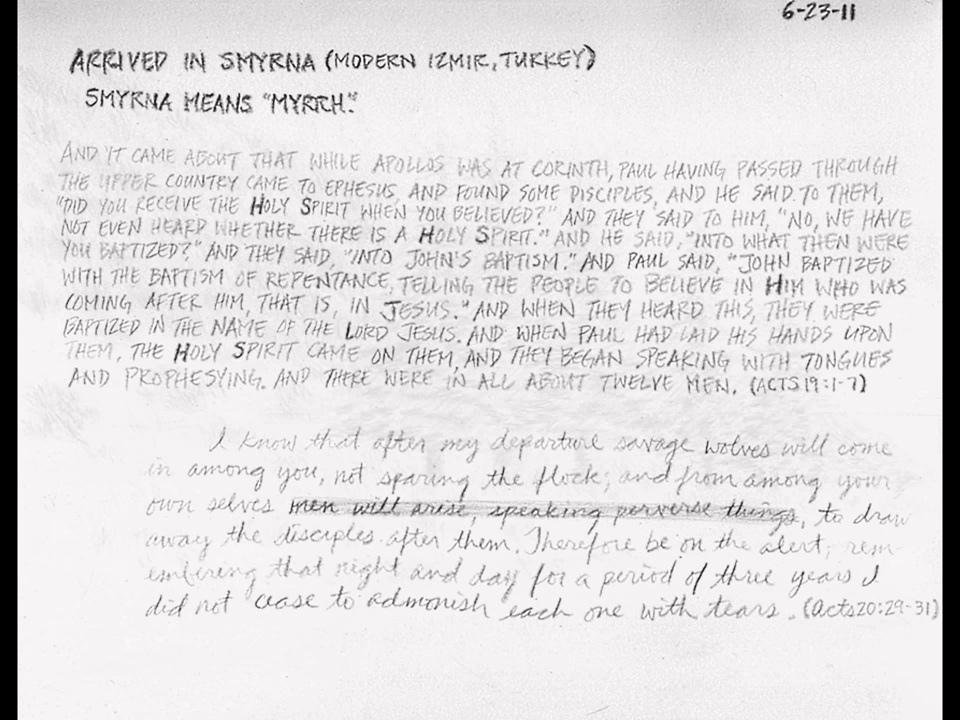 6-23-11
ARRIVED IN SMYRNA (MODERN IZMIR, TURKEY)
SMYRNA MEANS "MYRRH."
AND IT CAME ABOUT THAT WHILE APOLLOS WAS AT CORINTH, PAUL HAVING PASSED THROUGH
THE UPPER COUNTRY CAME TO EPHESUS, AND FOUND SOME DISCIPLES, AND HE SAID TO THEM,
"DID YOU RECEIVE THE HOLY SPIRIT WHEN YOU BELIEVED?" AND THEY SAID TO HIM, "NO, WE HAVE
NOT EVEN HEARD WHETHER THERE IS A HOLY SPIRIT." AND HE SAID, "INTO WHAT THEN WERE
YOU BAPTIZED?" AND THEY SAID, "INTO JOHN'S BAPTISM." AND PAUL SAID, "JOHN BAPTIZED
WITH THE BAPTISM OF REPENTANCE, TELLING THE PEOPLE TO BELIEVE IN HIM WHO WAS
COMING AFTER HIM, THAT IS, IN JESUS." AND WHEN THEY HEARD THIS, THEY WERE
BAPTIZED IN THE NAME OF THE LORD JESUS. AND WHEN PAUL HAD LAID HIS HANDS UPON
THEM, THE HOLY SPIRIT CAME ON THEM, AND THEY BEGAN SPEAKING WITH TONGUES
AND PROPHESYING. AND THERE WERE IN ALL ABOUT TWELVE MEN. (ACTS 19:1-7)
I know that after my departure savage wolves will come
in among you, not sparing the flock; and from among your
own selves men will arise, speaking perverse things, to draw
away the disciples after them. Therefore be on the alert, rem-
embering that night and day for a period of three years I
did not cease to admonish each one with tears. (Acts 20:29-31)